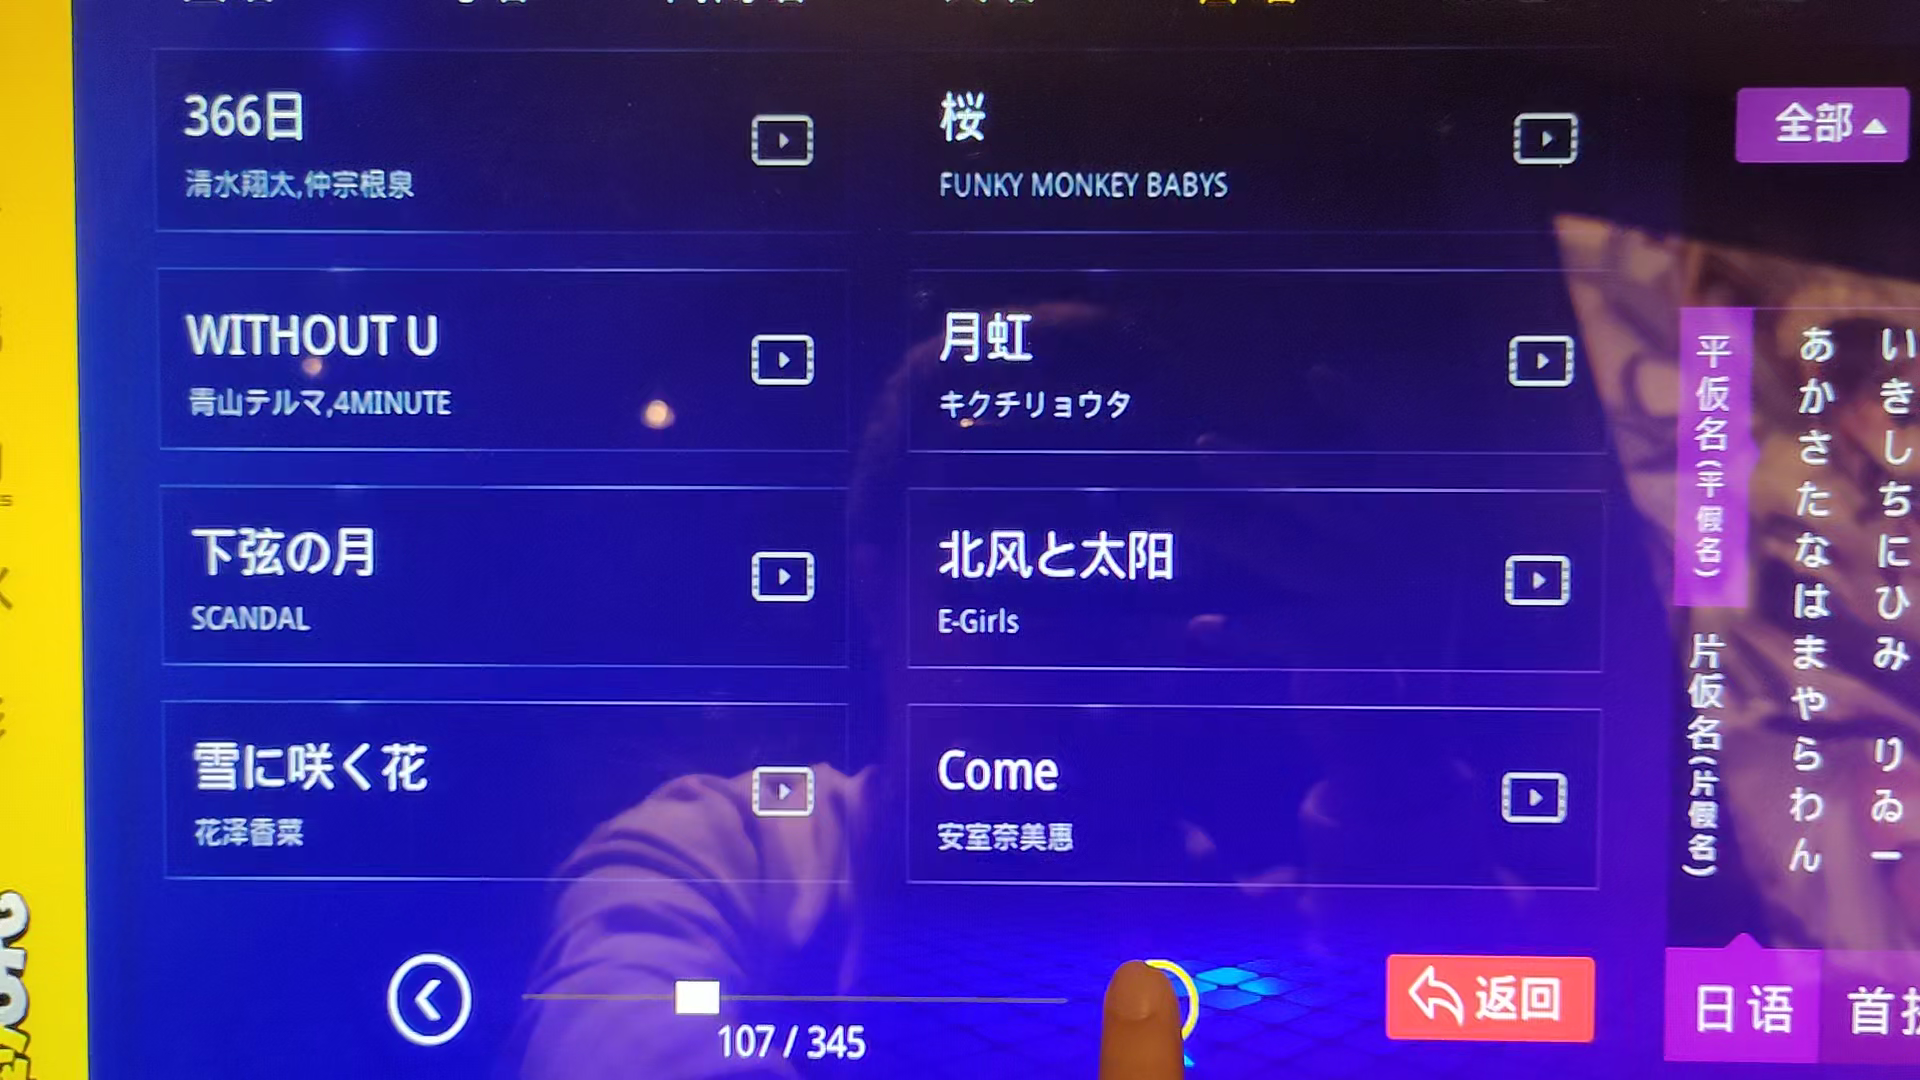 366日
清水翔太,仲宗根泉
桜
FUNKY MONKEY BABYS
全部
WITHOUT U
青山テルマ,4MINUTE
月虹
キクチリョウタ
下弦の月
SCANDAL
北风と太阳
E-Girls
雪に咲く花
花泽香菜
Come
安室奈美惠
平仮名(平假名)
片仮名(片假名)
あかさたなはまやらわん
いきしちにひみ りゐー
107 / 345
返回
日语
首